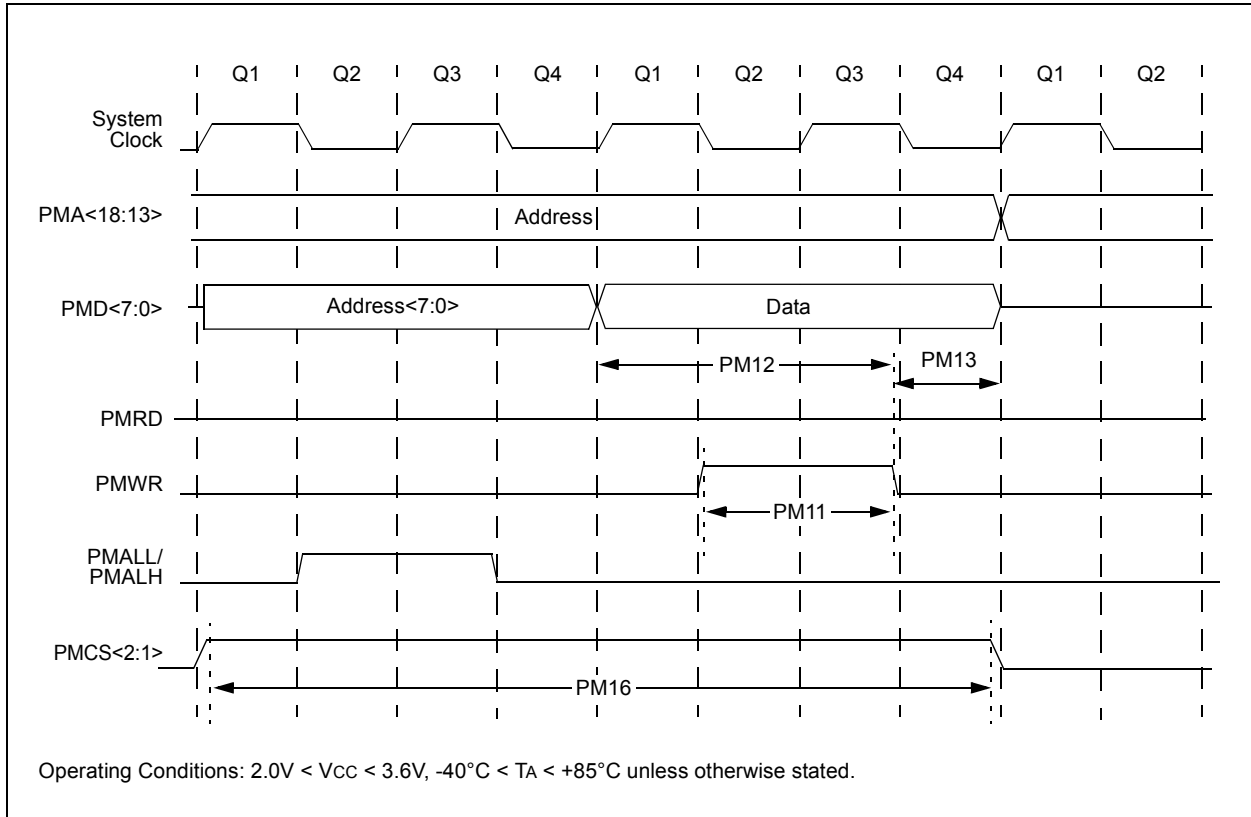 Q1 Q2 Q3 Q4 Q1 Q2 Q3 Q4 Q1 Q2
System
Clock
PMA<18:13>
Address
PMD<7:0>
Address<7:0>
Data
PM12
PM13
PMRD
PMWR
PM11
PMALL/
PMALH
PMCS<2:1>
PM16
Operating Conditions: 2.0V < VCC < 3.6V, -40°C < TA < +85°C unless otherwise stated.